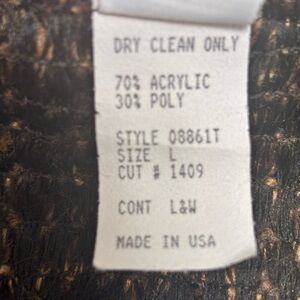 DRY CLEAN ONLY
70% ACRYLIC
30% POLY
STYLE 08861T
SIZE L
CUT # 1409
CONT L&W
MADE IN USA